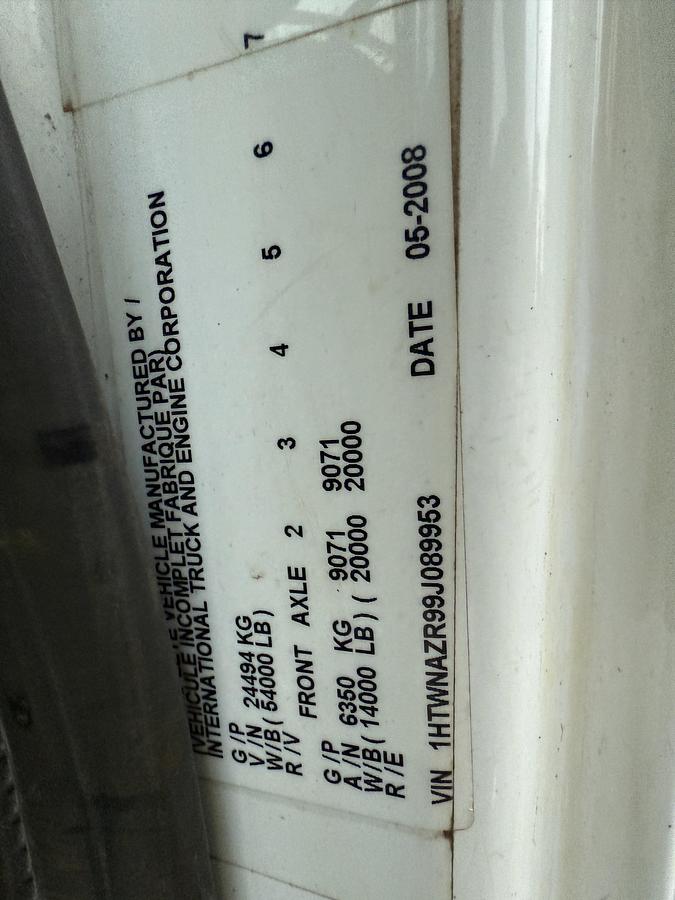 VEHICLE MANUFACTURED BY /
(VEHICULE INCOMPLET FABRIQUE PAR)
INTERNATIONAL TRUCK AND ENGINE CORPORATION
G /P
V /N 24494 KG
W/B ( 54000 LB )
R /V FRONT AXLE 2 3 4 5 6 7
G /P
A /N 6350 KG 9071 9071
W/B ( 14000 LB ) ( 20000 20000
R /E
DATE 05-2008
VIN 1HTWNAZR99J089953